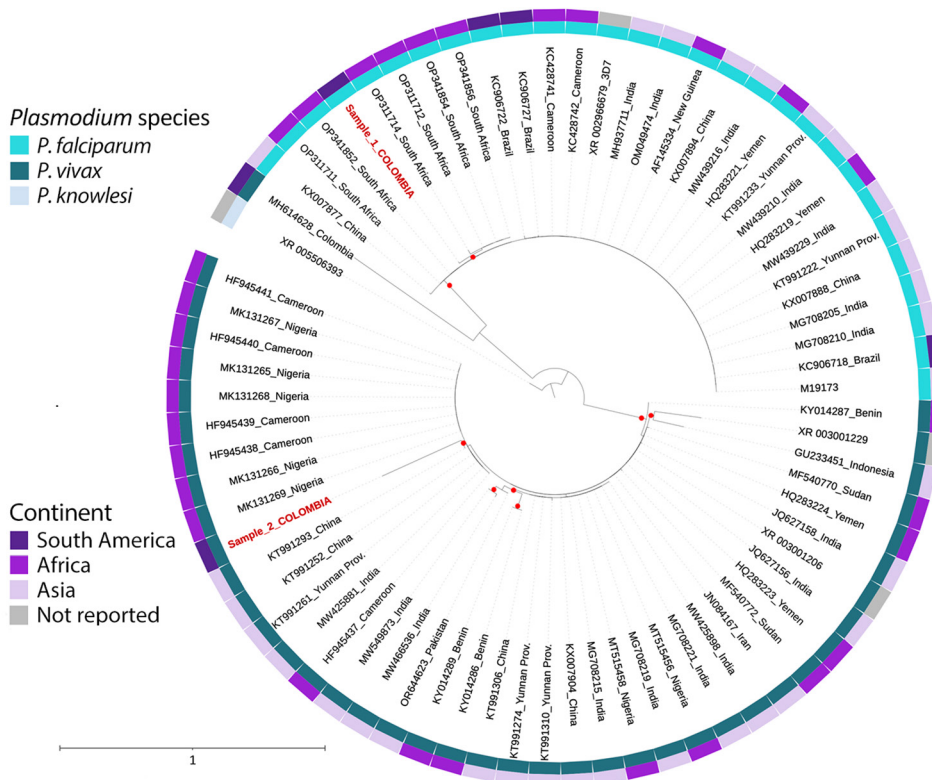 Plasmodium species
P. falciparum
P. vivax
P. knowlesi
Continent
South America
Africa
Asia
Not reported
1
XR 005506393
MH614628_Colombia
KX007877_China
OP311711_South Africa
OP341852_South Africa
Sample_1_COLOMBIA
OP311714_South Africa
OP311712_South Africa
OP341854_South Africa
OP341856_South Africa
KC906722_Brazil
KC906727_Brazil
KC428741_Cameroon
KC428742_Cameroon
XR 002966679_3D7
MH937711_India
OM049474_India
AF145334_New Guinea
KX007894_China
MW439216_India
HQ283221_Yemen
KT991233_Yunnan Prov.
MW439210_India
HQ283219_Yemen
MW439229_India
KT991222_Yunnan Prov.
KX007888_China
MG708205_India
MG708210_India
KC906718_Brazil
M19173
KY014287_Benin
XR 003001229
GU233451_Indonesia
MF540770_Sudan
HQ283224_Yemen
JQ627158_India
XR 003001206
JQ627156_India
HQ283223_Yemen
MF540772_Sudan
JN084167_Iran
MW425898_India
MG708221_India
MT515456_Nigeria
MG708219_India
MT515458_Nigeria
MG708215_India
KX007904_China
KT991310_Yunnan Prov.
KT991274_Yunnan Prov.
KT991306_China
KY014286_Benin
KY014289_Benin
OR644623_Pakistan
MW466536_India
MW549873_India
HF945437_Cameroon
MW425881_India
KT991261_Yunnan Prov.
KT991252_China
KT991293_China
Sample_2_COLOMBIA
MK131269_Nigeria
MK131266_Nigeria
HF945438_Cameroon
HF945439_Cameroon
MK131268_Nigeria
MK131265_Nigeria
HF945440_Cameroon
MK131267_Nigeria
HF945441_Cameroon